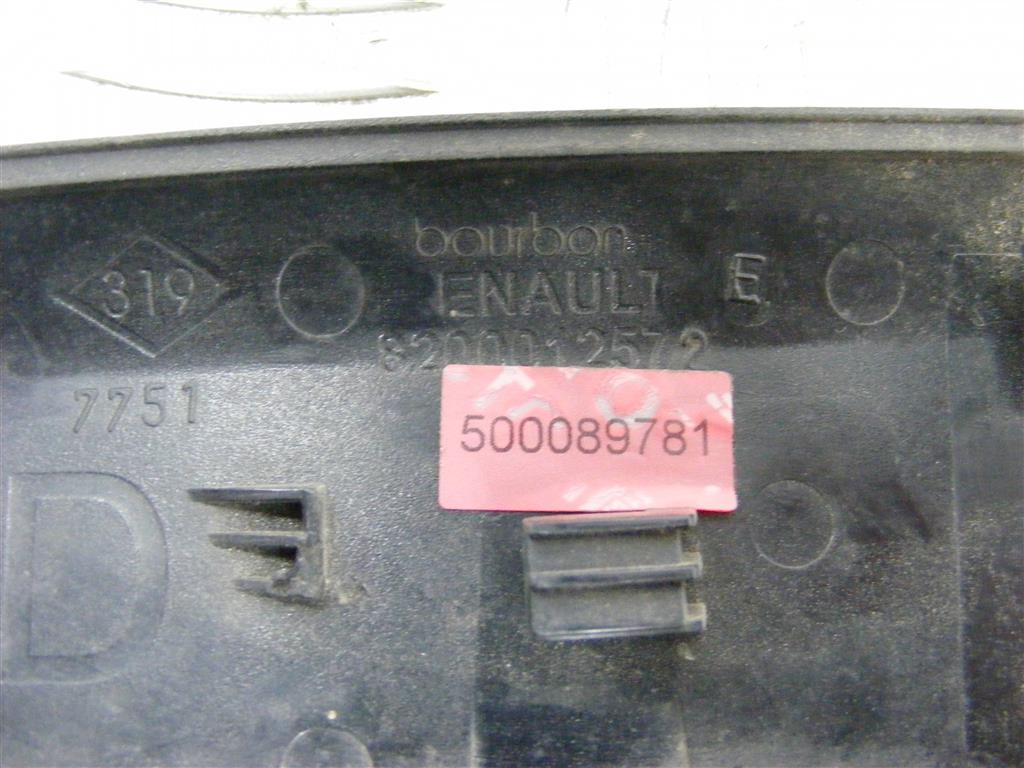 bourbon
319
RENAULT E
8200012572
7751
500089781
D